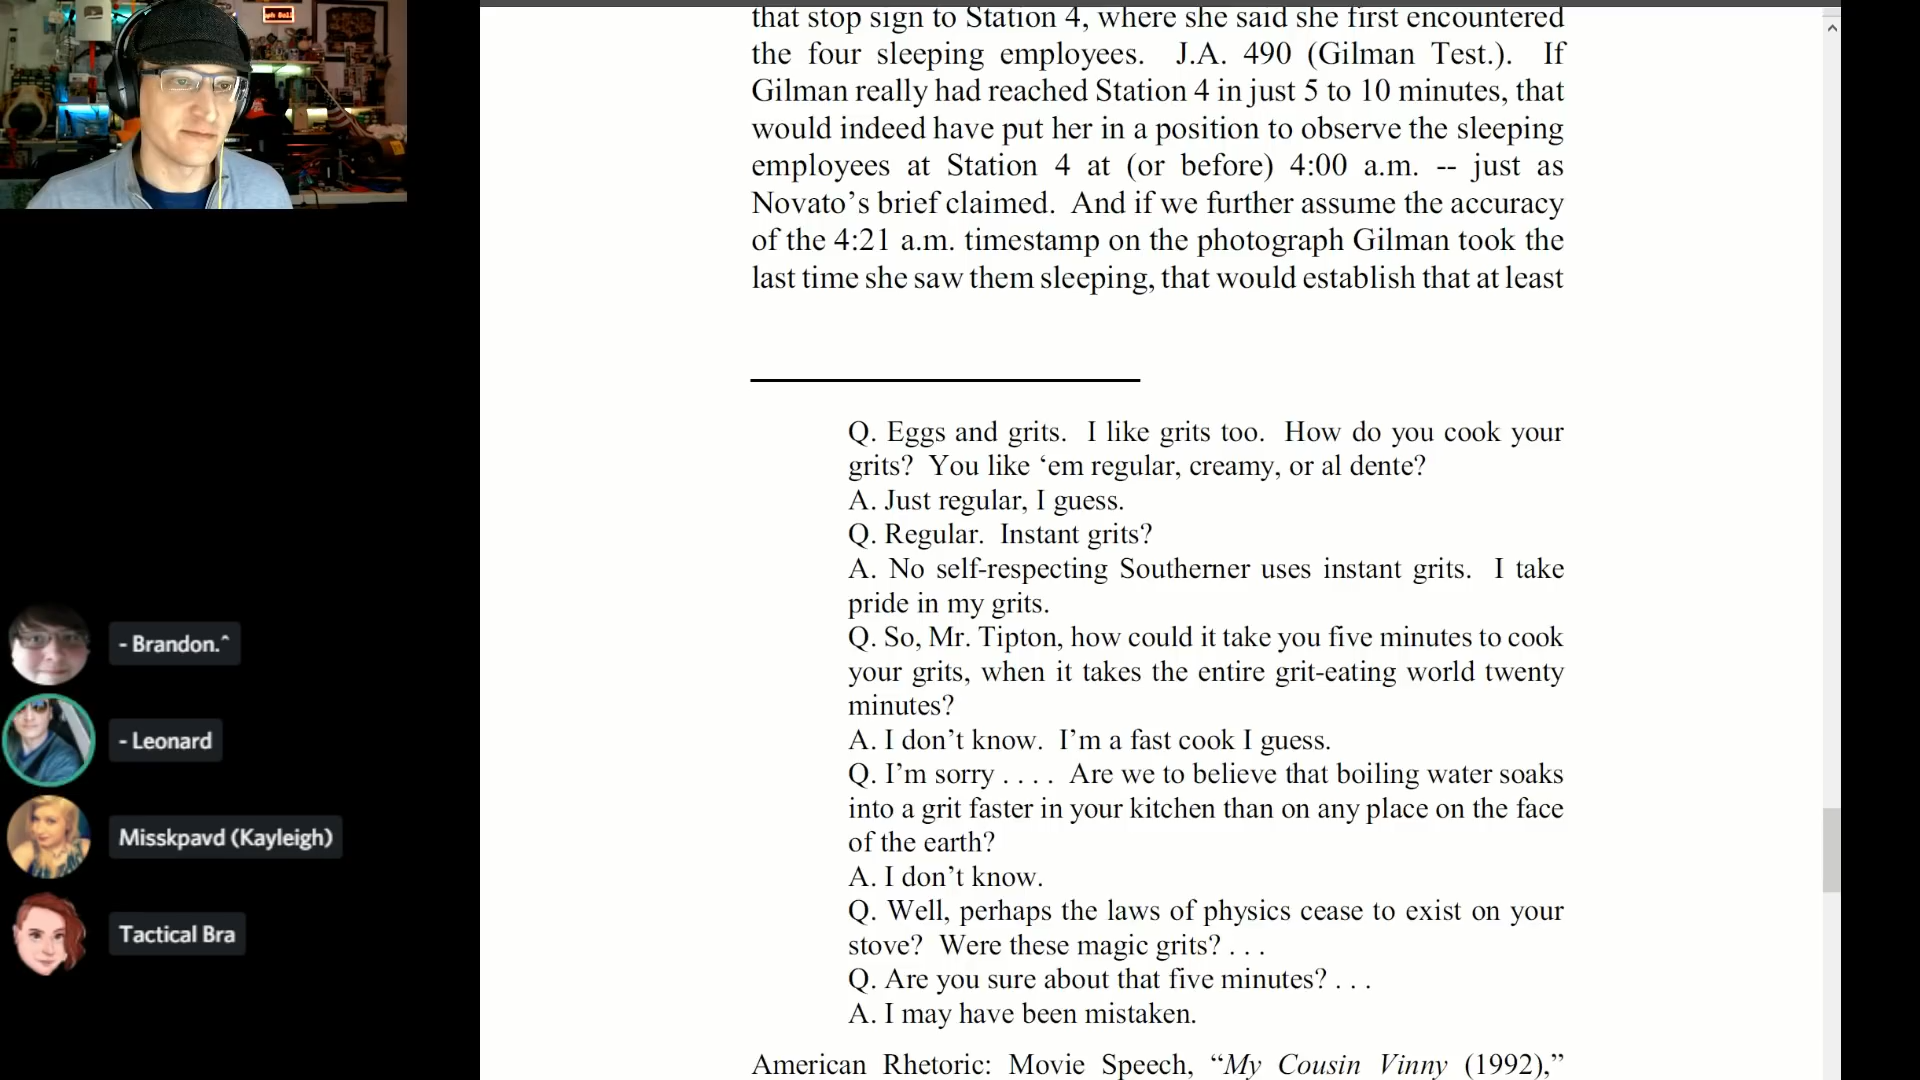 that stop sign to Station 4, where she said she first encountered
the four sleeping employees. J.A. 490 (Gilman Test.). If
Gilman really had reached Station 4 in just 5 to 10 minutes, that
would indeed have put her in a position to observe the sleeping
employees at Station 4 at (or before) 4:00 a.m. -- just as
Novato’s brief claimed. And if we further assume the accuracy
of the 4:21 a.m. timestamp on the photograph Gilman took the
last time she saw them sleeping, that would establish that at least
Q. Eggs and grits. I like grits too. How do you cook your
grits? You like ‘em regular, creamy, or al dente?
A. Just regular, I guess.
Q. Regular. Instant grits?
A. No self-respecting Southerner uses instant grits. I take
pride in my grits.
Q. So, Mr. Tipton, how could it take you five minutes to cook
your grits, when it takes the entire grit-eating world twenty
minutes?
A. I don’t know. I’m a fast cook I guess.
Q. I’m sorry . . . . Are we to believe that boiling water soaks
into a grit faster in your kitchen than on any place on the face
of the earth?
A. I don’t know.
Q. Well, perhaps the laws of physics cease to exist on your
stove? Were these magic grits? . . .
Q. Are you sure about that five minutes? . . .
A. I may have been mistaken.
American Rhetoric: Movie Speech, “My Cousin Vinny (1992),”
- Brandon.^
- Leonard
Misskpavd (Kayleigh)
Tactical Bra